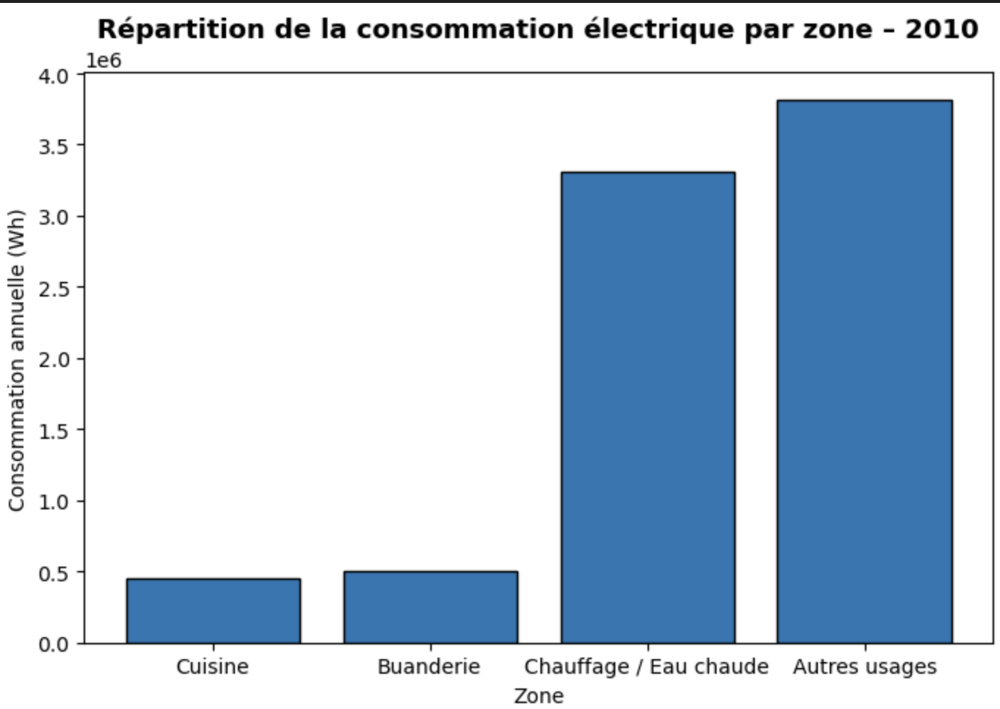 Répartition de la consommation électrique par zone – 2010
1e6
4.0
3.5
3.0
2.5
2.0
1.5
1.0
0.5
0.0
Consommation annuelle (Wh)
Cuisine Buanderie Chauffage / Eau chaude Autres usages
Zone